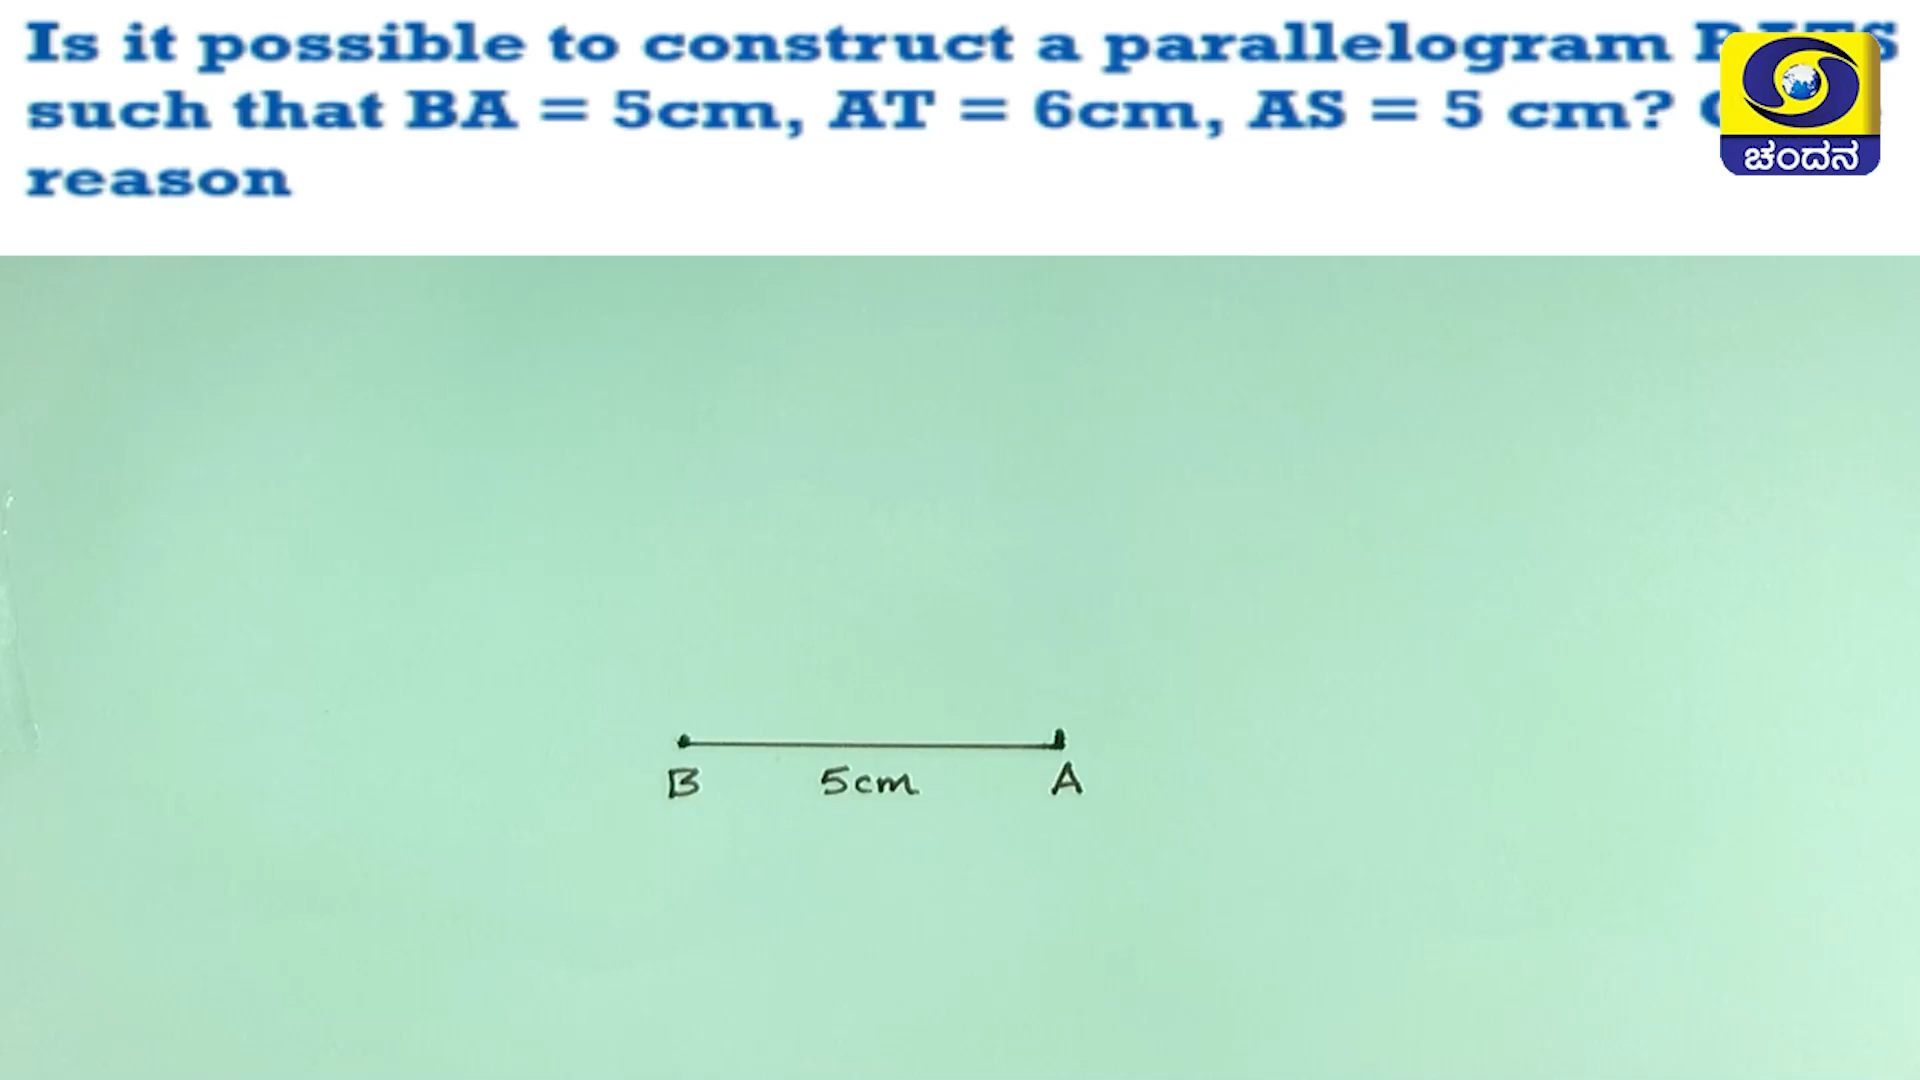 Is it possible to construct a parallelogram
such that BA = 5cm, AT = 6cm, AS = 5 cm?
reason
ಚಂದನ
B 5cm A